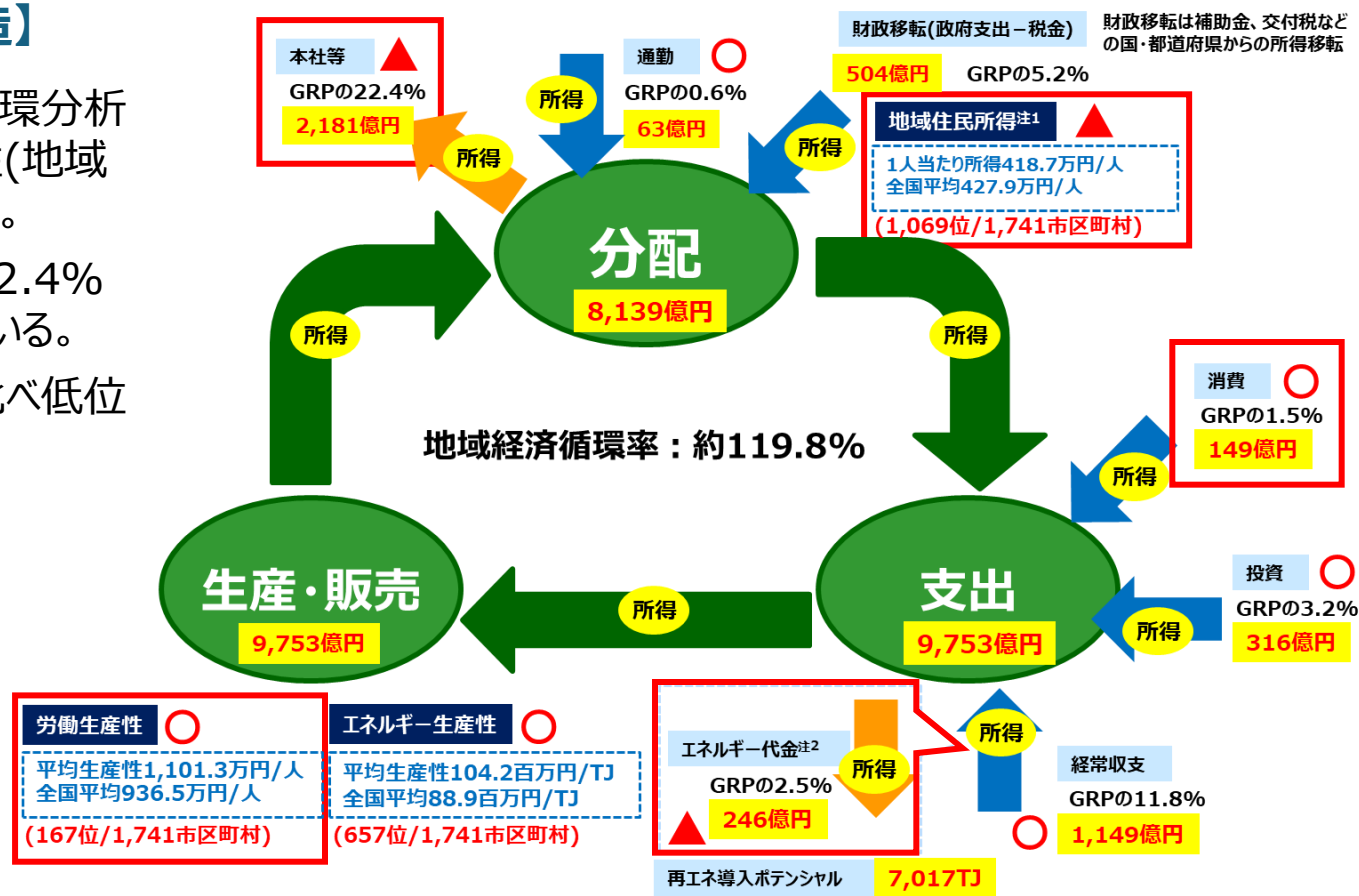 造】
環分析
(地域
。
2.4%
いる。
比べ低位
本社等
GRPの22.4%
2,181億円
所得
通勤
GRPの0.6%
63億円
所得
財政移転(政府支出－税金)
504億円 GRPの5.2%
所得
財政移転は補助金、交付税など
の国・都道府県からの所得移転
地域住民所得注1
1人当たり所得418.7万円/人
全国平均427.9万円/人
(1,069位/1,741市区町村)
分配
8,139億円
所得
所得
地域経済循環率：約119.8%
消費
GRPの1.5%
149億円
所得
生産・販売
9,753億円
所得
支出
9,753億円
投資
GRPの3.2%
316億円
所得
労働生産性
平均生産性1,101.3万円/人
全国平均936.5万円/人
(167位/1,741市区町村)
エネルギー生産性
平均生産性104.2百万円/TJ
全国平均88.9百万円/TJ
(657位/1,741市区町村)
エネルギー代金注2
GRPの2.5%
246億円
所得
所得
経常収支
GRPの11.8%
1,149億円
再エネ導入ポテンシャル 7,017TJ